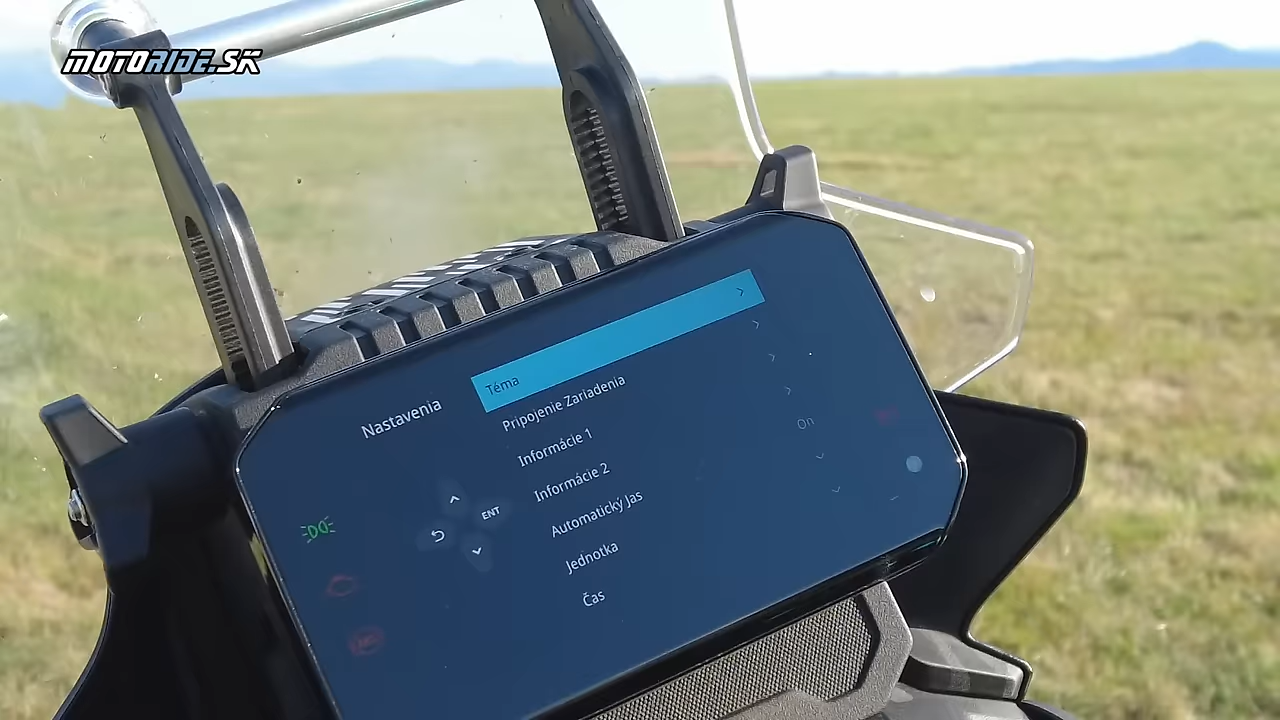 MOTORIDE.SK
Nastavenia
Téma
Pripojenie Zariadenia
Informácie 1
Informácie 2
Automatický Jas
On
Jednotka
Čas
ENT